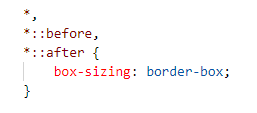 *,
*::before,
*::after {
    box-sizing: border-box;
}